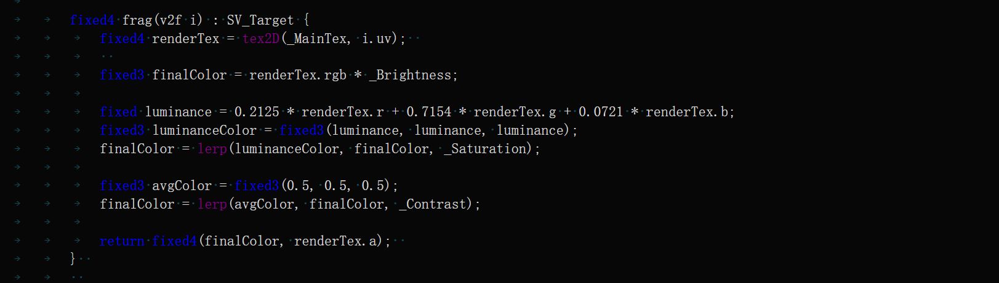 fixed4 frag(v2f i) : SV_Target {
fixed4 renderTex = tex2D(_MainTex, i.uv);
fixed3 finalColor = renderTex.rgb * _Brightness;
fixed luminance = 0.2125 * renderTex.r + 0.7154 * renderTex.g + 0.0721 * renderTex.b;
fixed3 luminanceColor = fixed3(luminance, luminance, luminance);
finalColor = lerp(luminanceColor, finalColor, _Saturation);
fixed3 avgColor = fixed3(0.5, 0.5, 0.5);
finalColor = lerp(avgColor, finalColor, _Contrast);
return fixed4(finalColor, renderTex.a);
}